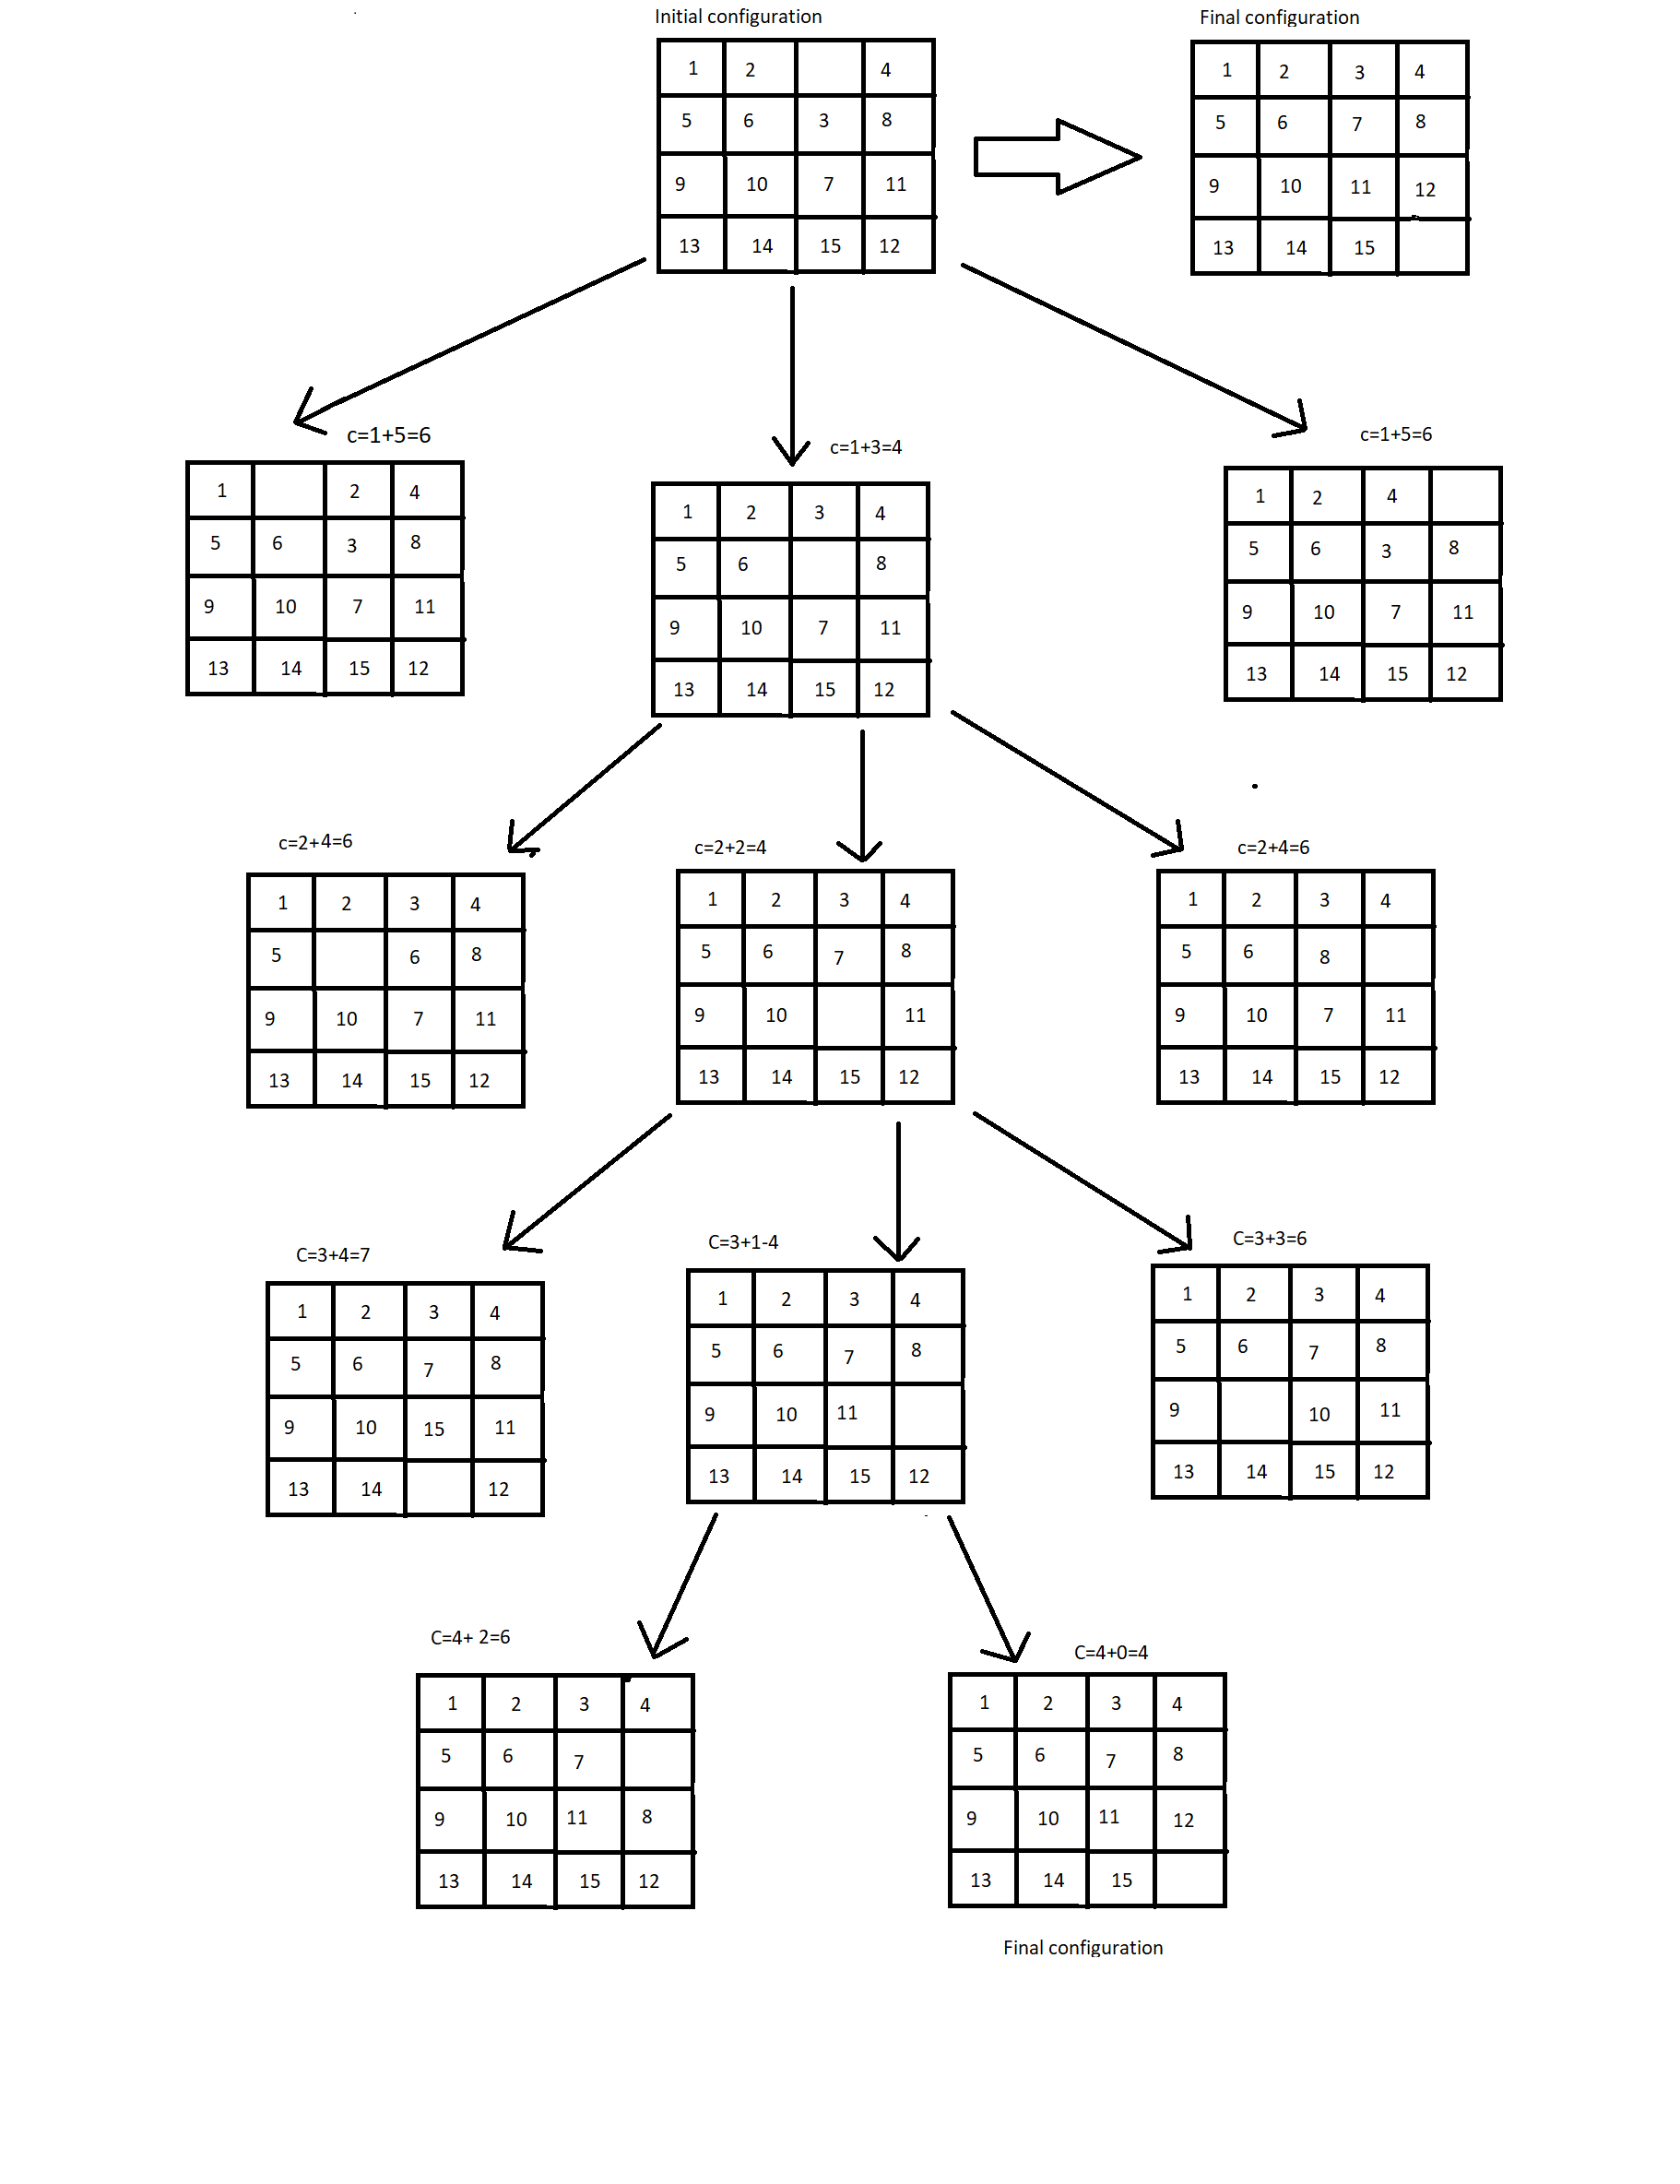 Initial configuration
Final configuration
1 2 4
5 6 3 8
9 10 7 11
13 14 15 12
1 2 3 4
5 6 7 8
9 10 11 12
13 14 15
c=1+5=6
1 2 4
5 6 3 8
9 10 7 11
13 14 15 12
c=1+3=4
1 2 3 4
5 6 8
9 10 7 11
13 14 15 12
c=1+5=6
1 2 4
5 6 3 8
9 10 7 11
13 14 15 12
c=2+4=6
1 2 3 4
5 6 8
9 10 7 11
13 14 15 12
c=2+2=4
1 2 3 4
5 6 7 8
9 10 11
13 14 15 12
c=2+4=6
1 2 3 4
5 6 8
9 10 7 11
13 14 15 12
C=3+4=7
1 2 3 4
5 6 7 8
9 10 15 11
13 14 12
C=3+1-4
1 2 3 4
5 6 7 8
9 10 11
13 14 15 12
C=3+3=6
1 2 3 4
5 6 7 8
9 10 11
13 14 15 12
C=4+ 2=6
1 2 3 4
5 6 7
9 10 11 8
13 14 15 12
C=4+0=4
1 2 3 4
5 6 7 8
9 10 11 12
13 14 15
Final configuration